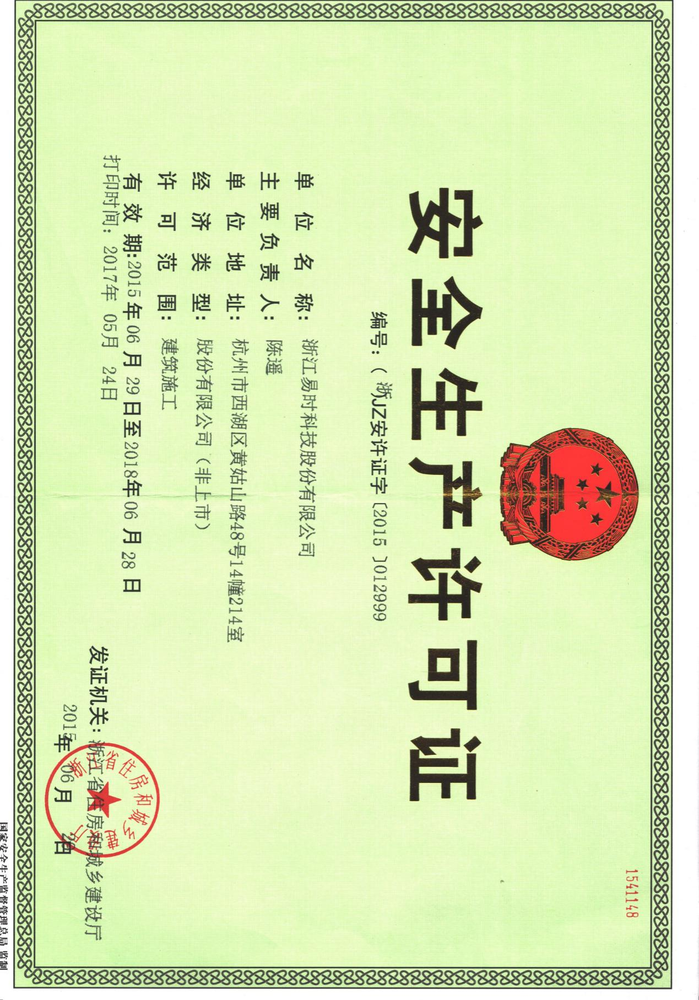 1541148
安全生产许可证
编号：（浙）JZ安许证字〔2015〕012999
单位名称：浙江易时科技股份有限公司
主要负责人：陈遥
单位地址：杭州市西湖区黄姑山路48号14幢214室
经济类型：股份有限公司（非上市）
许可范围：建筑施工
有效期：2015年06月29日至2018年06月28日
打印时间：2017年 05月 24日
发证机关：浙江省住房和城乡建设厅
2015年06月 日
浙江省住房和城乡建设厅
国家安全生产监督管理总局 监制